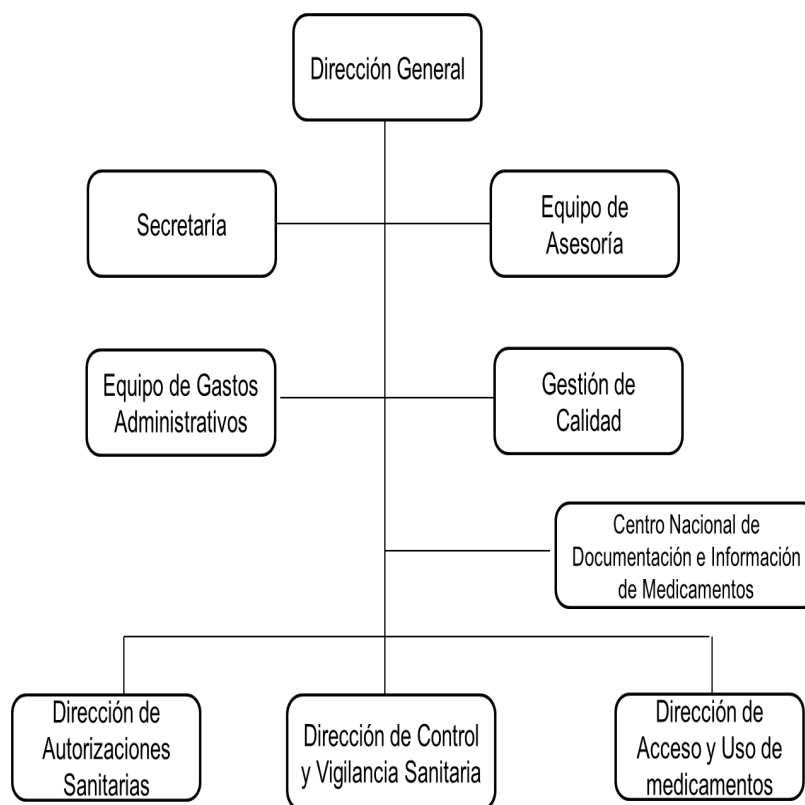 Dirección General
Secretaría
Equipo de
Asesoría
Equipo de Gastos
Administrativos
Gestión de
Calidad
Centro Nacional de
Documentación e Información
de Medicamentos
Dirección de
Autorizaciones
Sanitarias
Dirección de Control
y Vigilancia Sanitaria
Dirección de
Acceso y Uso de
medicamentos